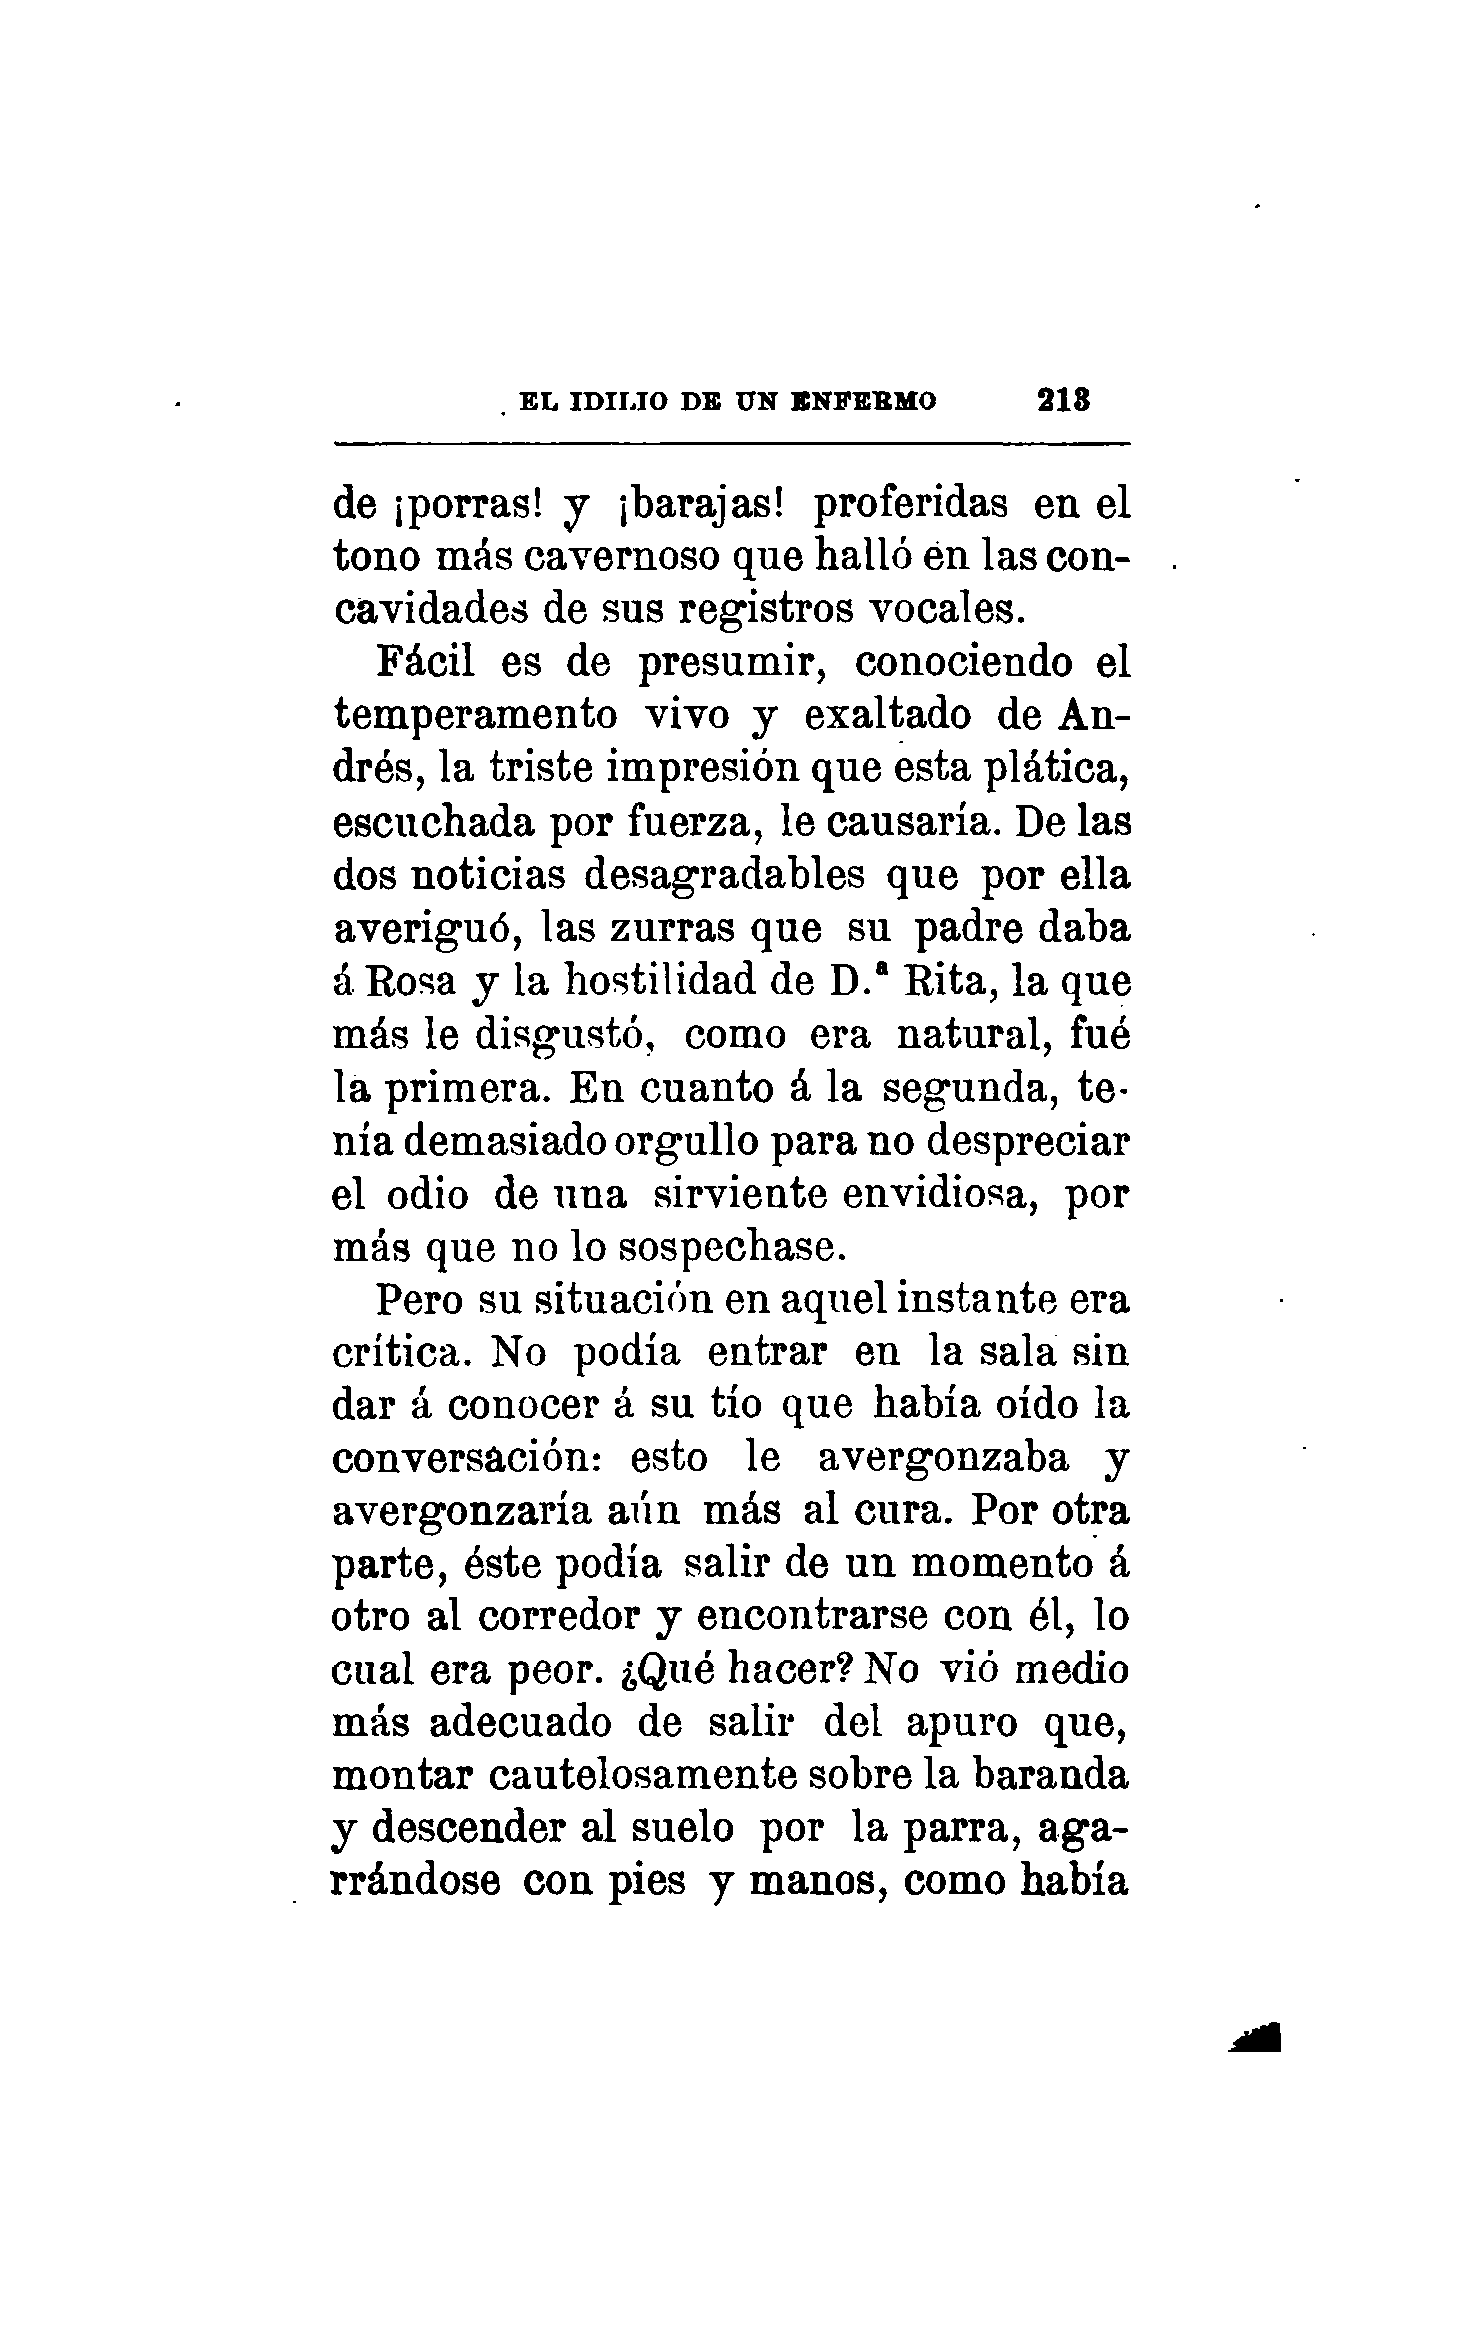 EL IDILIO DE UN ENFERMO 213
de ¡porras! y ¡barajas! proferidas en el
tono más cavernoso que halló en las con-
cavidades de sus registros vocales.
Fácil es de presumir, conociendo el
temperamento vivo y exaltado de An-
drés, la triste impresión que esta plática,
escuchada por fuerza, le causaría. De las
dos noticias desagradables que por ella
averiguó, las zurras que su padre daba
á Rosa y la hostilidad de D.ª Rita, la que
más le disgustó, como era natural, fué
la primera. En cuanto á la segunda, te-
nía demasiado orgullo para no despreciar
el odio de una sirviente envidiosa, por
más que no lo sospechase.
Pero su situación en aquel instante era
crítica. No podía entrar en la sala sin
dar á conocer á su tío que había oído la
conversación: esto le avergonzaba y
avergonzaría aún más al cura. Por otra
parte, éste podía salir de un momento á
otro al corredor y encontrarse con él, lo
cual era peor. ¿Qué hacer? No vió medio
más adecuado de salir del apuro que,
montar cautelosamente sobre la baranda
y descender al suelo por la parra, aga-
rrándose con pies y manos, como había